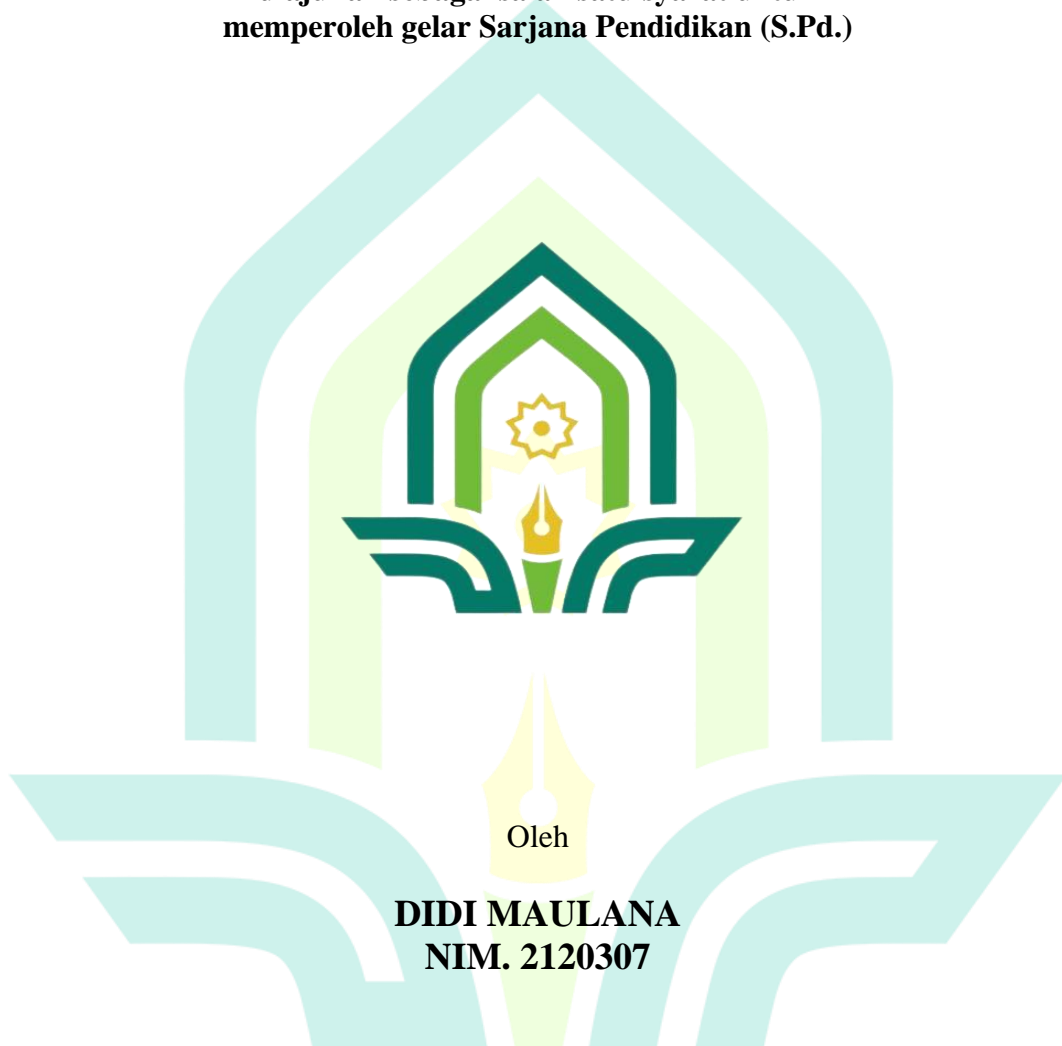 memperoleh gelar Sarjana Pendidikan (S.Pd.)
Oleh
DIDI MAULANA
NIM. 2120307